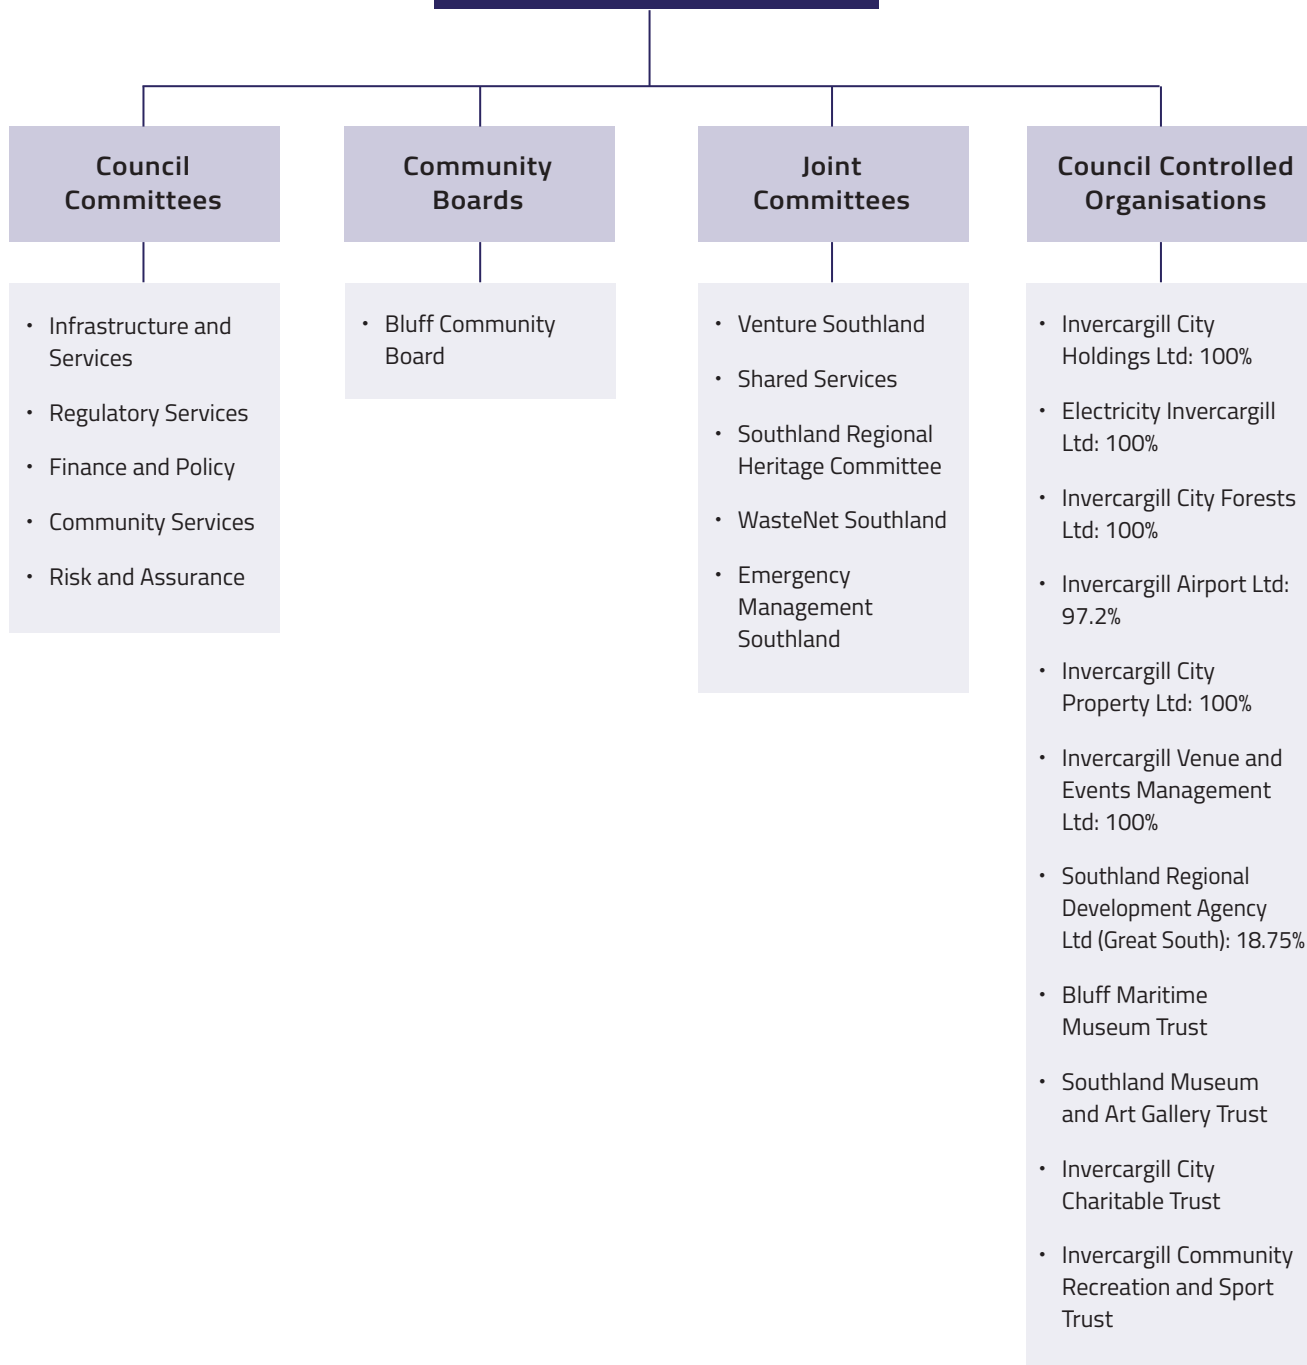 Council
Committees
• Infrastructure and
Services
• Regulatory Services
• Finance and Policy
• Community Services
• Risk and Assurance
Community
Boards
• Bluff Community
Board
Joint
Committees
• Venture Southland
• Shared Services
• Southland Regional
Heritage Committee
• WasteNet Southland
• Emergency
Management
Southland
Council Controlled
Organisations
• Invercargill City
Holdings Ltd: 100%
• Electricity Invercargill
Ltd: 100%
• Invercargill City Forests
Ltd: 100%
• Invercargill Airport Ltd:
97.2%
• Invercargill City
Property Ltd: 100%
• Invercargill Venue and
Events Management
Ltd: 100%
• Southland Regional
Development Agency
Ltd (Great South): 18.75%
• Bluff Maritime
Museum Trust
• Southland Museum
and Art Gallery Trust
• Invercargill City
Charitable Trust
• Invercargill Community
Recreation and Sport
Trust